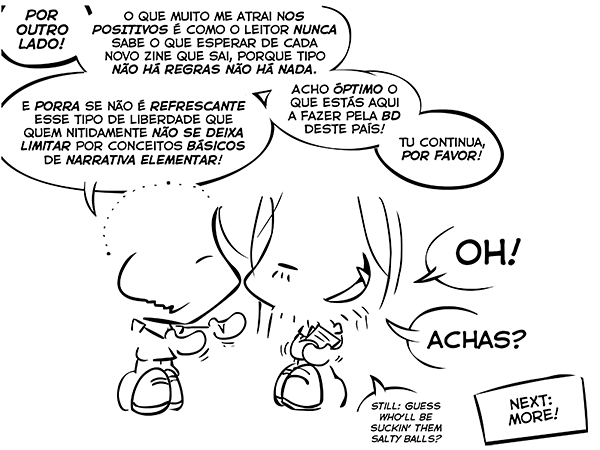 POR
OUTRO
LADO!
O QUE MUITO ME ATRAI NOS
POSITIVOS É COMO O LEITOR NUNCA
SABE O QUE ESPERAR DE CADA
NOVO ZINE QUE SAI, PORQUE TIPO
NÃO HÁ REGRAS NÃO HÁ NADA.
E PORRA SE NÃO É REFRESCANTE
ESSE TIPO DE LIBERDADE QUE
QUEM NITIDAMENTE NÃO SE DEIXA
LIMITAR POR CONCEITOS BÁSICOS
DE NARRATIVA ELEMENTAR!
ACHO ÓPTIMO O
QUE ESTÁS AQUI
A FAZER PELA BD
DESTE PAÍS!
TU CONTINUA,
POR FAVOR!
OH!
ACHAS?
STILL: GUESS
WHO'LL BE
SUCKIN' THEM
SALTY BALLS?
NEXT:
MORE!